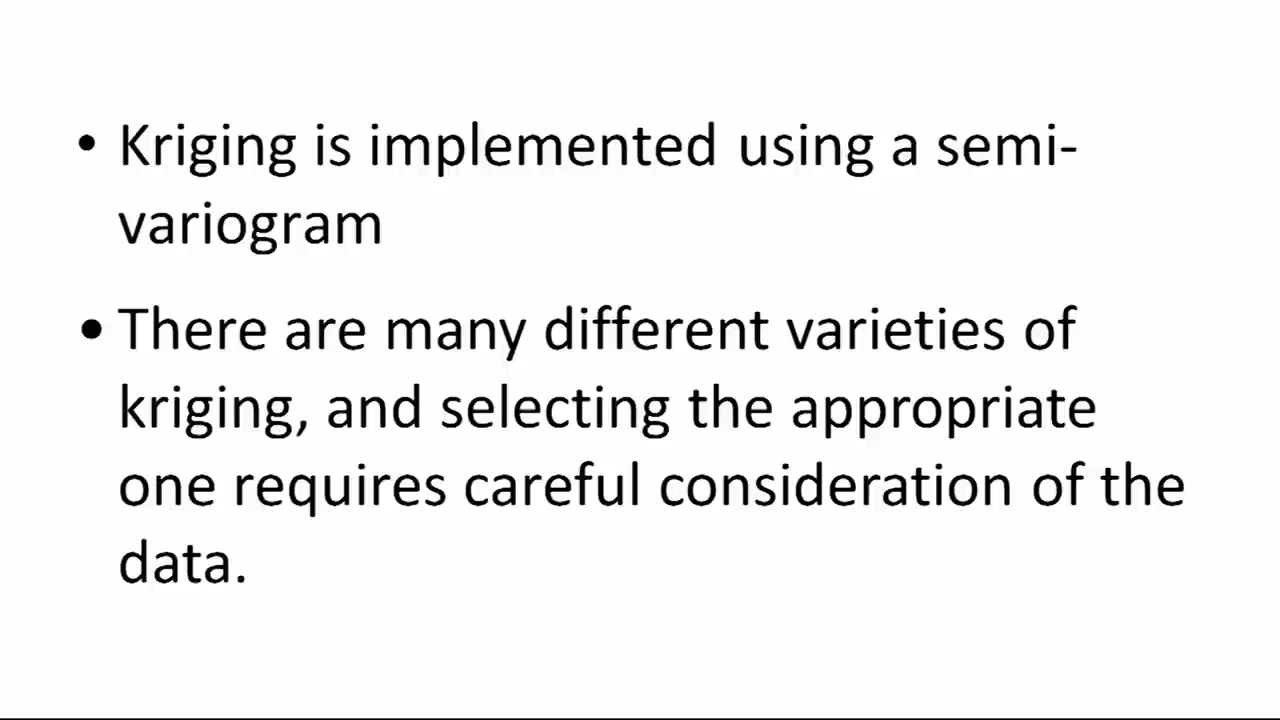 • Kriging is implemented using a semi-
variogram
• There are many different varieties of
kriging, and selecting the appropriate
one requires careful consideration of the
data.